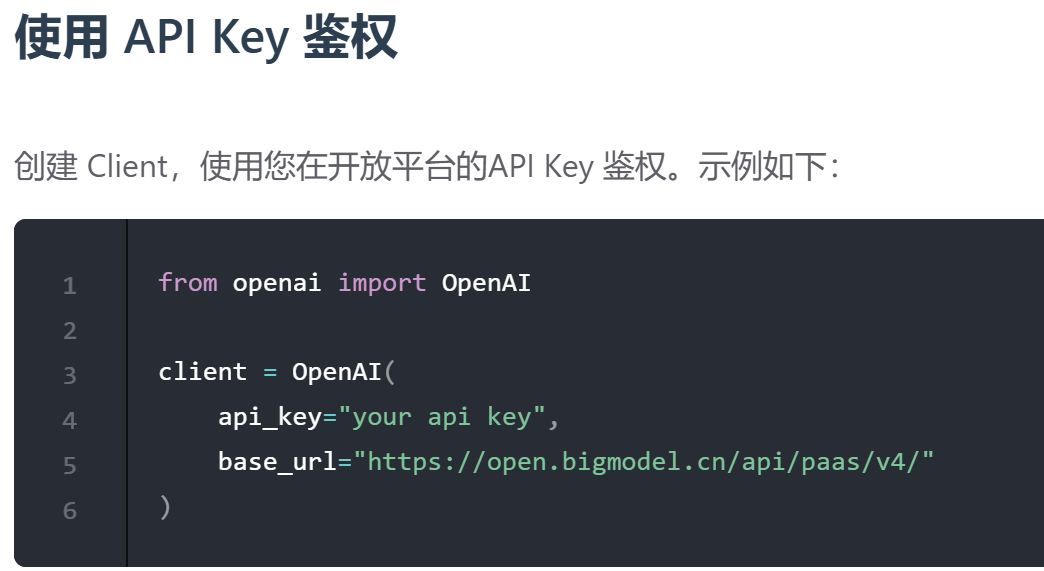 使用 API Key 鉴权
创建 Client，使用您在开放平台的API Key 鉴权。示例如下：
1 from openai import OpenAI
2
3 client = OpenAI(
4     api_key="your api key",
5     base_url="https://open.bigmodel.cn/api/paas/v4/"
6 )